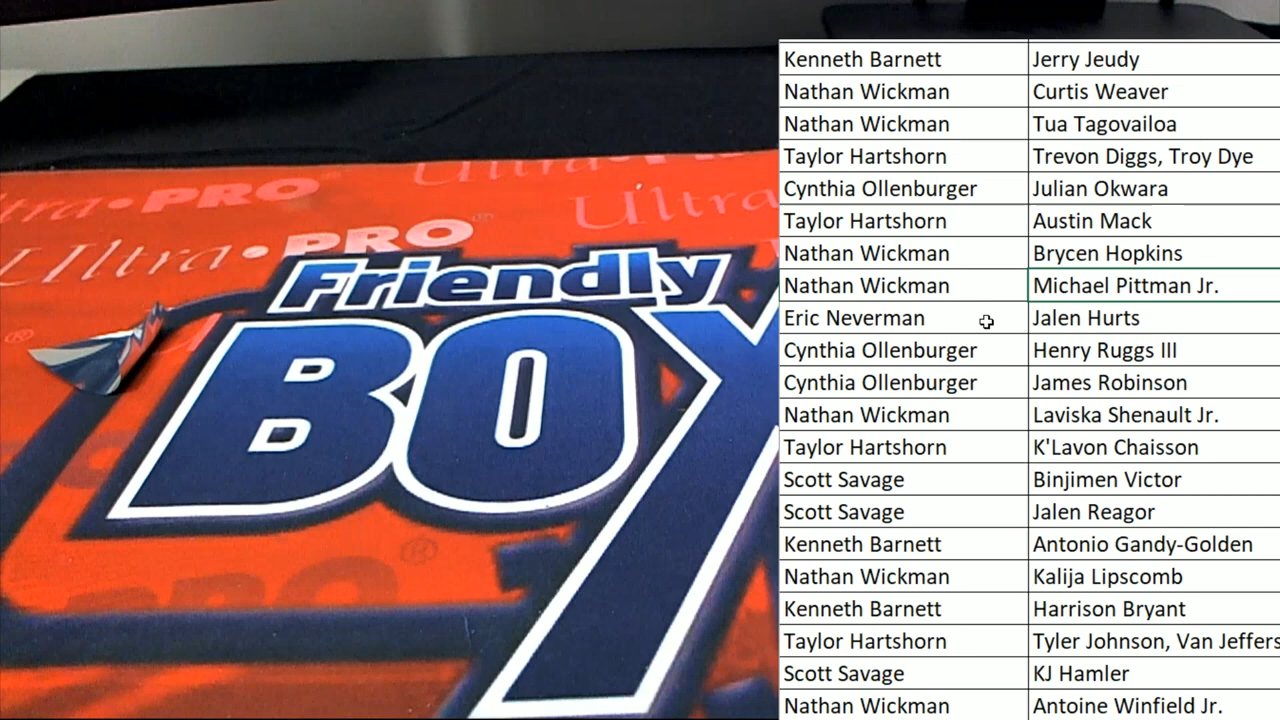 Ultra PRO
tra•PRO
Ultra
Ultra•PRO
Friendly
BOY
PRO
Kenneth Barnett Jerry Jeudy
Nathan Wickman Curtis Weaver
Nathan Wickman Tua Tagovailoa
Taylor Hartshorn Trevon Diggs, Troy Dye
Cynthia Ollenburger Julian Okwara
Taylor Hartshorn Austin Mack
Nathan Wickman Brycen Hopkins
Nathan Wickman Michael Pittman Jr.
Eric Neverman Jalen Hurts
Cynthia Ollenburger Henry Ruggs III
Cynthia Ollenburger James Robinson
Nathan Wickman Laviska Shenault Jr.
Taylor Hartshorn K'Lavon Chaisson
Scott Savage Binjimen Victor
Scott Savage Jalen Reagor
Kenneth Barnett Antonio Gandy-Golden
Nathan Wickman Kalija Lipscomb
Kenneth Barnett Harrison Bryant
Taylor Hartshorn Tyler Johnson, Van Jeffers
Scott Savage KJ Hamler
Nathan Wickman Antoine Winfield Jr.